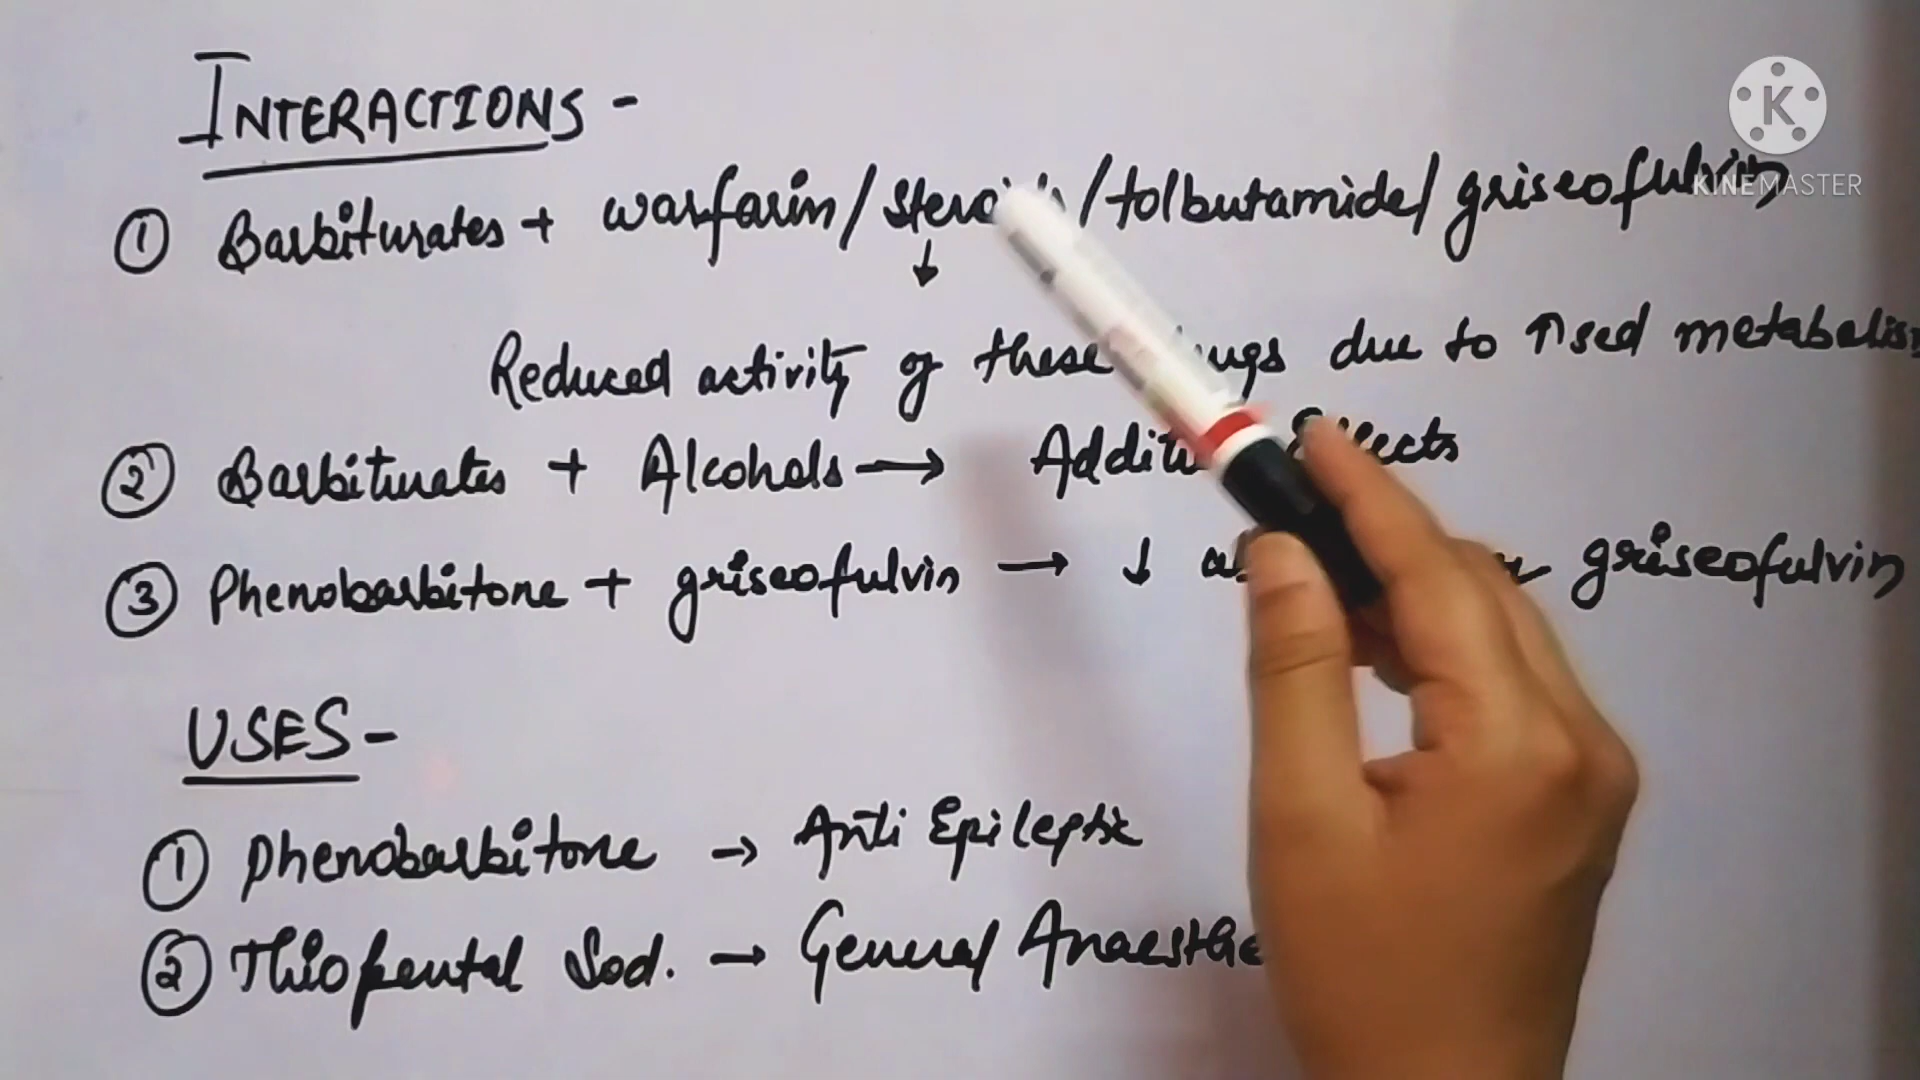 INTERACTIONS -
① Barbiturates + warfarin / / tolbutamide / griseofulvin
↓
Reduced activity of these due to ↑sed
② Barbiturates + Alcohols →
③ Phenobarbitone + griseofulvin → ↓ griseofulvin
USES -
① Phenobarbitone → Anti Epileptic
② Thiopental Sod. → General
K
KINEMASTER